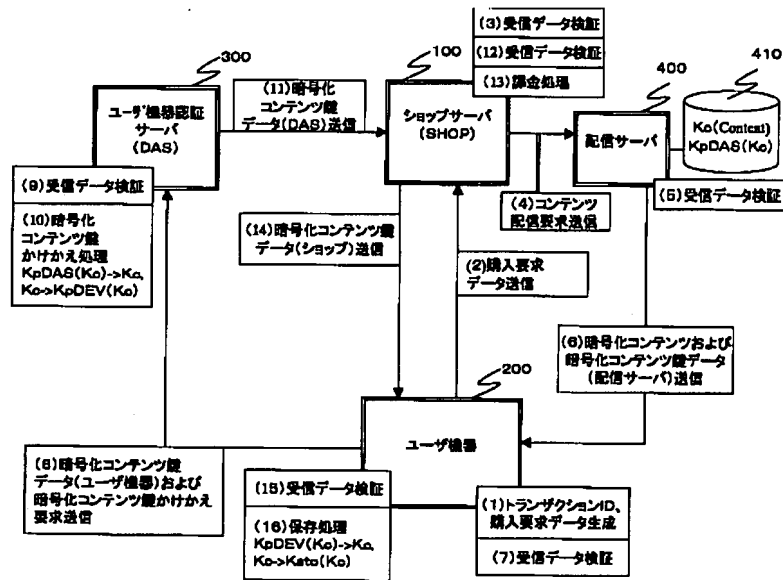 300
ユーザ機器認証
サーバ
(DAS)
(9)受信データ検証
(10)暗号化
コンテンツ鍵
かけかえ処理
KpDAS(Kc)->Kc,
Kc->KpDEV(Kc)
(11)暗号化
コンテンツ鍵
データ(DAS)送信
100
ショップサーバ
(SHOP)
(3)受信データ検証
(12)受信データ検証
(13)課金処理
400
配信サーバ
410
Kc(Content)
KpDAS(Kc)
(5)受信データ検証
(4)コンテンツ
配信要求送信
(14)暗号化コンテンツ鍵
データ(ショップ)送信
(2)購入要求
データ送信
(6)暗号化コンテンツおよび
暗号化コンテンツ鍵データ
(配信サーバ)送信
200
ユーザ機器
(8)暗号化コンテンツ鍵
データ(ユーザ機器)および
暗号化コンテンツ鍵かけかえ
要求送信
(15)受信データ検証
(16)保存処理
KpDEV(Kc)->Kc,
Kc->Ksto(Kc)
(1)トランザクションID、
購入要求データ生成
(7)受信データ検証